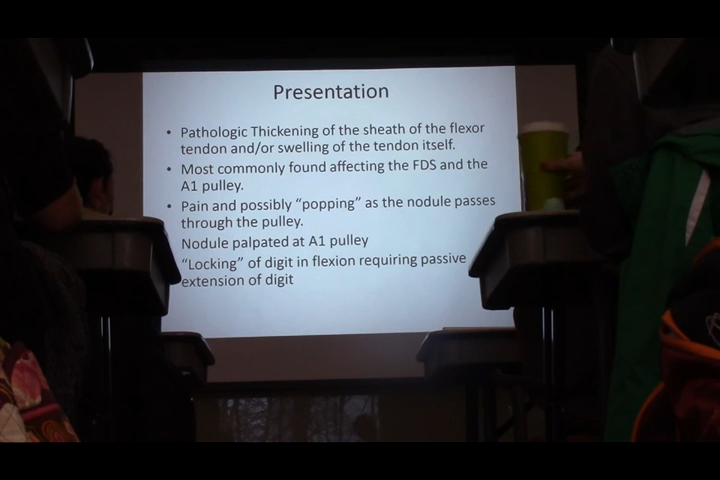 Presentation
• Pathologic Thickening of the sheath of the flexor
tendon and/or swelling of the tendon itself.
• Most commonly found affecting the FDS and the
A1 pulley.
• Pain and possibly “popping” as the nodule passes
through the pulley.
Nodule palpated at A1 pulley
“Locking” of digit in flexion requiring passive
extension of digit